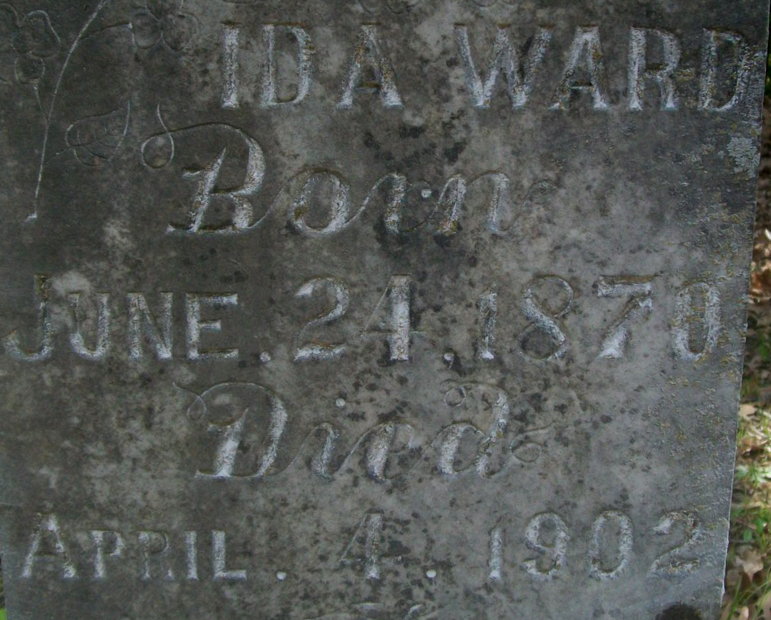 IDA WARD
Born
JUNE. 24, 1870
Died
APRIL. 4. 1902